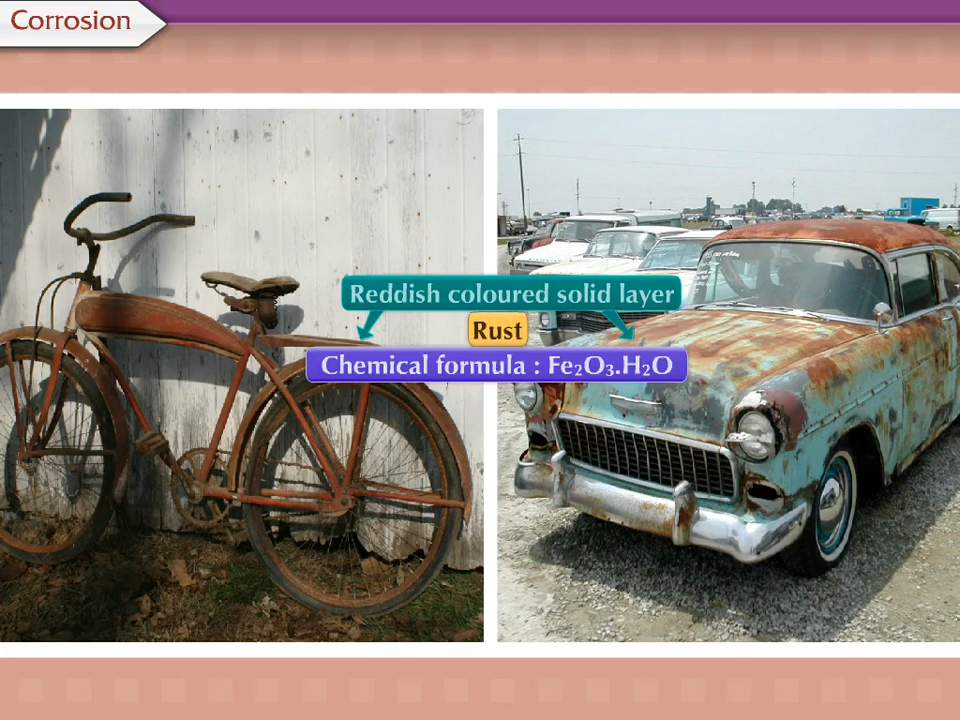 Corrosion
Reddish coloured solid layer
Rust
Chemical formula : Fe₂O₃.H₂O